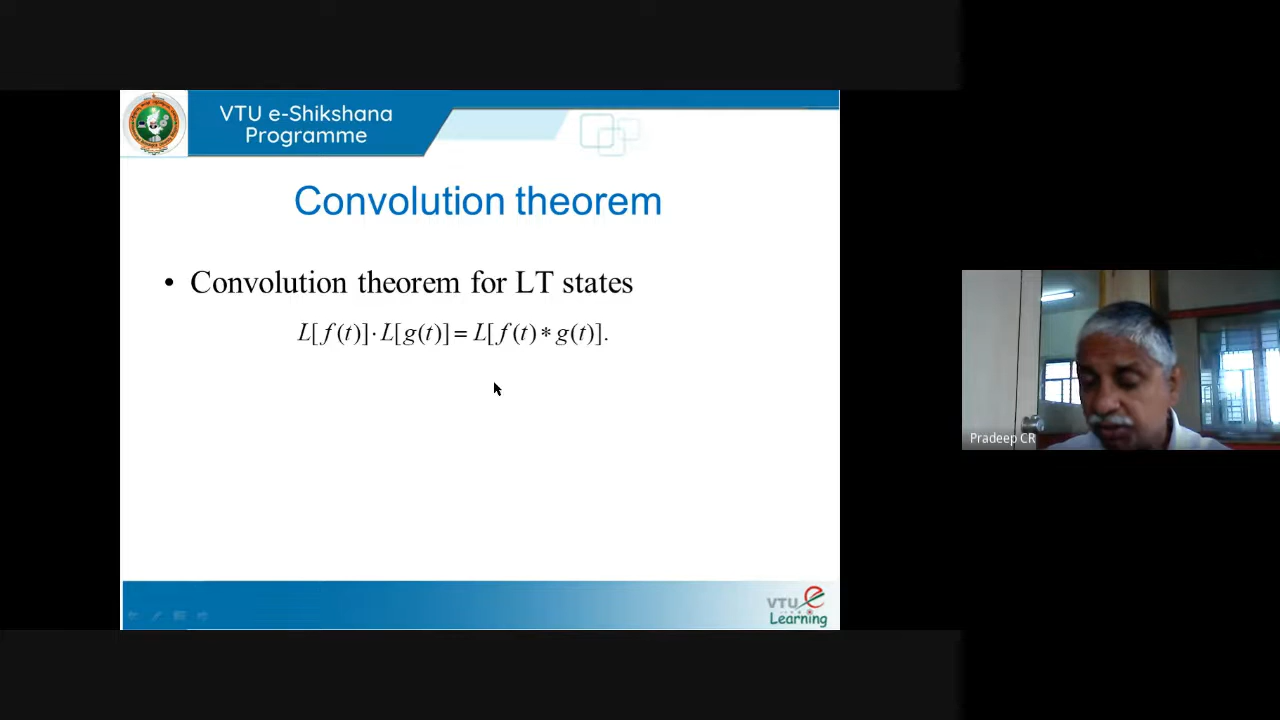 VTU e-Shikshana
Programme
Convolution theorem
• Convolution theorem for LT states
L[f(t)]·L[g(t)] = L[f(t)∗g(t)].
Pradeep CR
VTU e
Learning